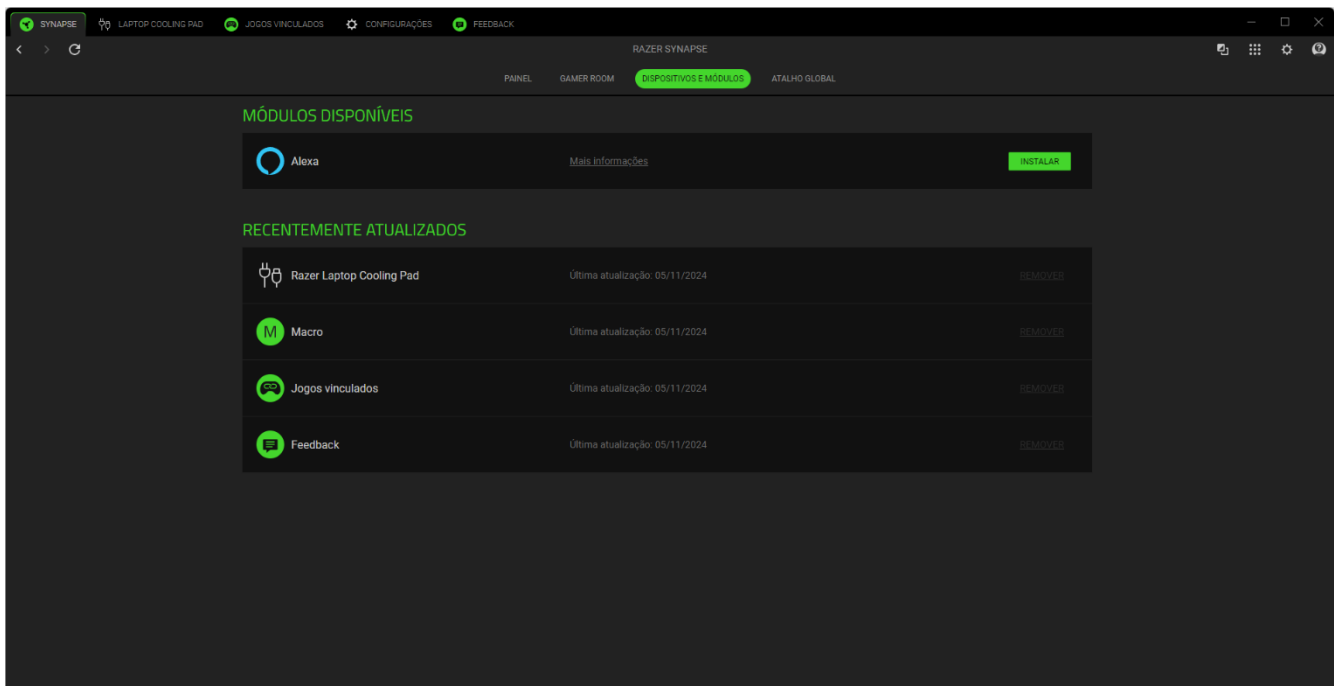 SYNAPSE LAPTOP COOLING PAD JOGOS VINCULADOS CONFIGURAÇÕES FEEDBACK
RAZER SYNAPSE
PAINEL GAMER ROOM DISPOSITIVOS E MÓDULOS ATALHO GLOBAL
MÓDULOS DISPONÍVEIS
Alexa Mais informações INSTALAR
RECENTEMENTE ATUALIZADOS
Razer Laptop Cooling Pad Última atualização: 05/11/2024 REMOVER
M Macro Última atualização: 05/11/2024 REMOVER
Jogos vinculados Última atualização: 05/11/2024 REMOVER
Feedback Última atualização: 05/11/2024 REMOVER